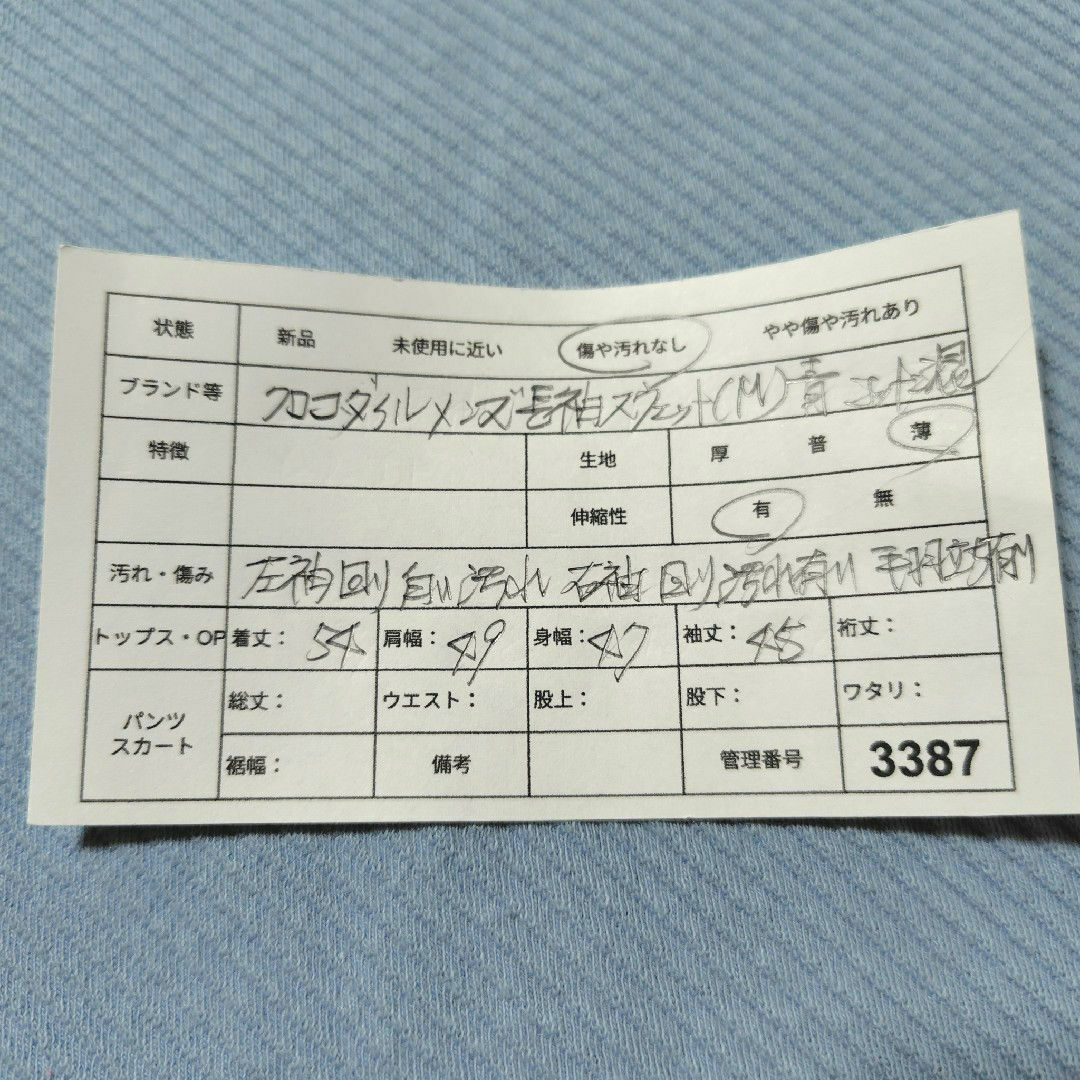 状態 新品 未使用に近い 傷や汚れなし やや傷や汚れあり
ブランド等 クロコダイルメンズ長袖スウェット(M)青 コットン混
特徴 生地 厚 普 薄
伸縮性 有 無
汚れ・傷み 左袖回り白い汚れ 右袖回り汚れ有り 毛羽立ち有り
トップス・OP 着丈: 54 肩幅: 49 身幅: 47 袖丈: 45 裄丈:
パンツ スカート 総丈: ウエスト: 股上: 股下: ワタリ:
裾幅: 備考 管理番号 3387